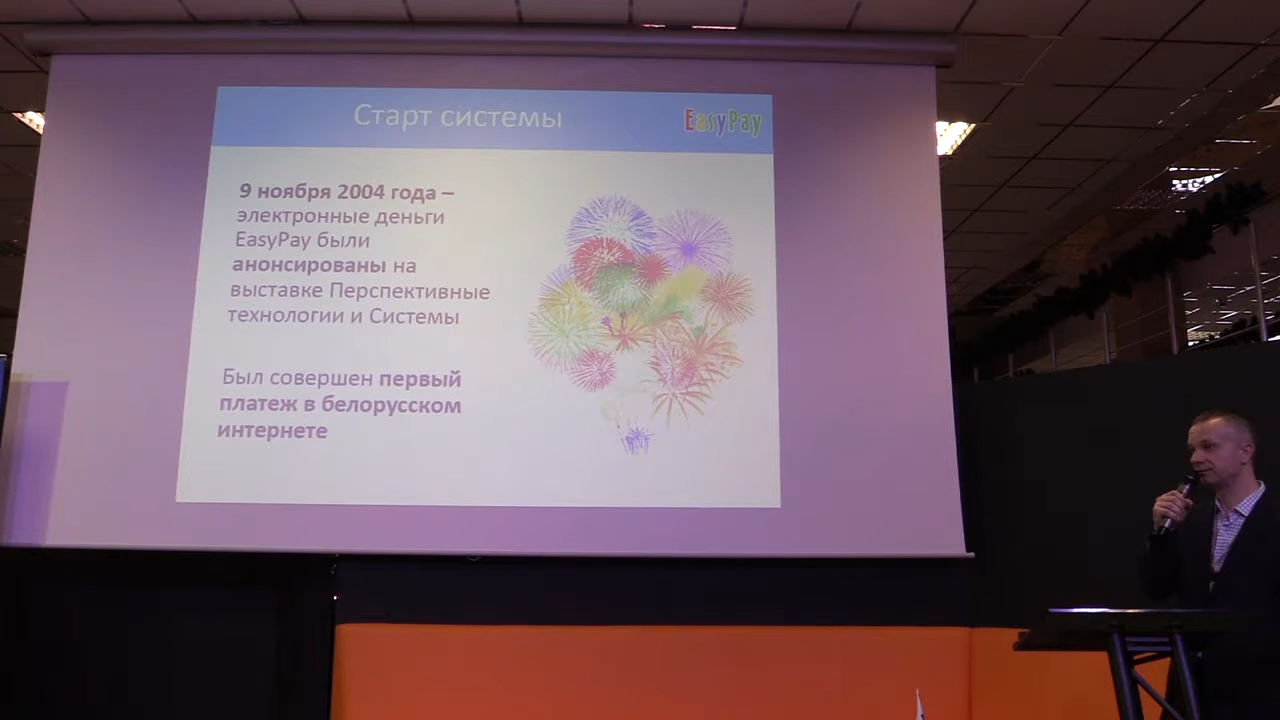 Старт системы
EasyPay
9 ноября 2004 года –
электронные деньги
EasyPay были
анонсированы на
выставке Перспективные
технологии и Системы
Был совершен первый
платеж в белорусском
интернете